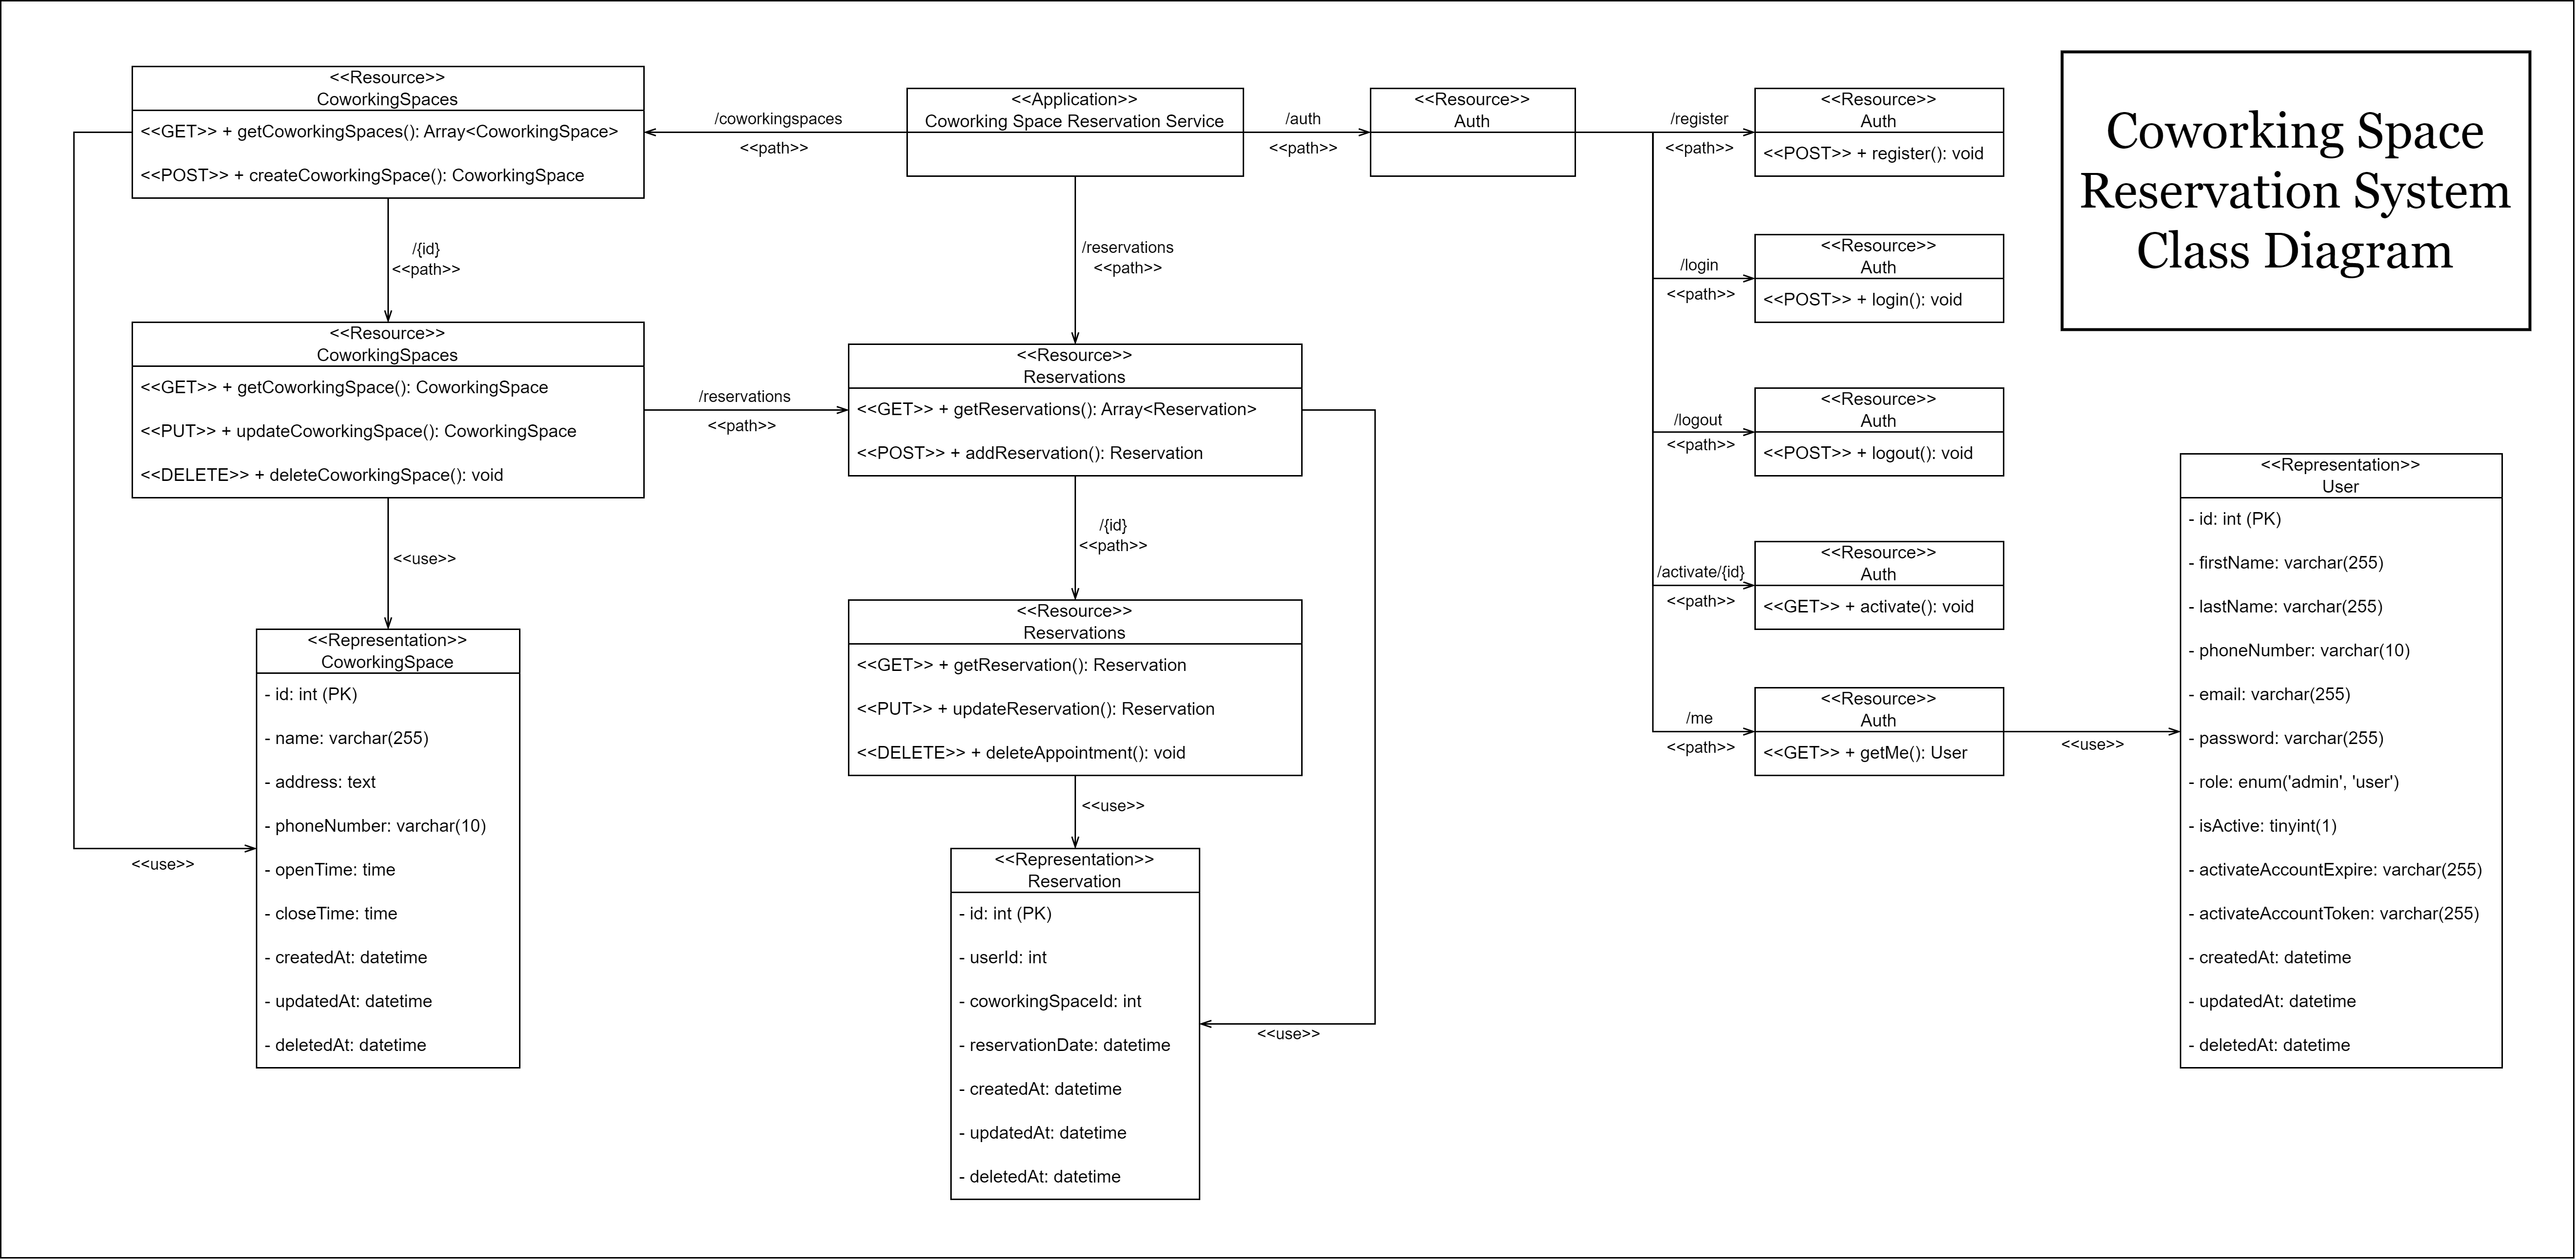 <<Resource>>
CoworkingSpaces
<<GET>> + getCoworkingSpaces(): Array<CoworkingSpace>
<<POST>> + createCoworkingSpace(): CoworkingSpace
/coworkingspaces
<<path>>
<<Application>>
Coworking Space Reservation Service
/auth
<<path>>
<<Resource>>
Auth
/register
<<path>>
<<Resource>>
Auth
<<POST>> + register(): void
Coworking Space
Reservation System
Class Diagram
/{id}
<<path>>
/reservations
<<path>>
/login
<<path>>
<<Resource>>
Auth
<<POST>> + login(): void
<<Resource>>
CoworkingSpaces
<<GET>> + getCoworkingSpace(): CoworkingSpace
<<PUT>> + updateCoworkingSpace(): CoworkingSpace
<<DELETE>> + deleteCoworkingSpace(): void
/reservations
<<path>>
<<Resource>>
Reservations
<<GET>> + getReservations(): Array<Reservation>
<<POST>> + addReservation(): Reservation
/logout
<<path>>
<<Resource>>
Auth
<<POST>> + logout(): void
<<use>>
/{id}
<<path>>
/activate/{id}
<<path>>
<<Resource>>
Auth
<<GET>> + activate(): void
<<Representation>>
CoworkingSpace
- id: int (PK)
- name: varchar(255)
- address: text
- phoneNumber: varchar(10)
- openTime: time
- closeTime: time
- createdAt: datetime
- updatedAt: datetime
- deletedAt: datetime
<<use>>
<<Resource>>
Reservations
<<GET>> + getReservation(): Reservation
<<PUT>> + updateReservation(): Reservation
<<DELETE>> + deleteAppointment(): void
<<use>>
<<Representation>>
Reservation
- id: int (PK)
- userId: int
- coworkingSpaceId: int
- reservationDate: datetime
- createdAt: datetime
- updatedAt: datetime
- deletedAt: datetime
<<use>>
/me
<<path>>
<<Resource>>
Auth
<<GET>> + getMe(): User
<<use>>
<<Representation>>
User
- id: int (PK)
- firstName: varchar(255)
- lastName: varchar(255)
- phoneNumber: varchar(10)
- email: varchar(255)
- password: varchar(255)
- role: enum('admin', 'user')
- isActive: tinyint(1)
- activateAccountExpire: varchar(255)
- activateAccountToken: varchar(255)
- createdAt: datetime
- updatedAt: datetime
- deletedAt: datetime